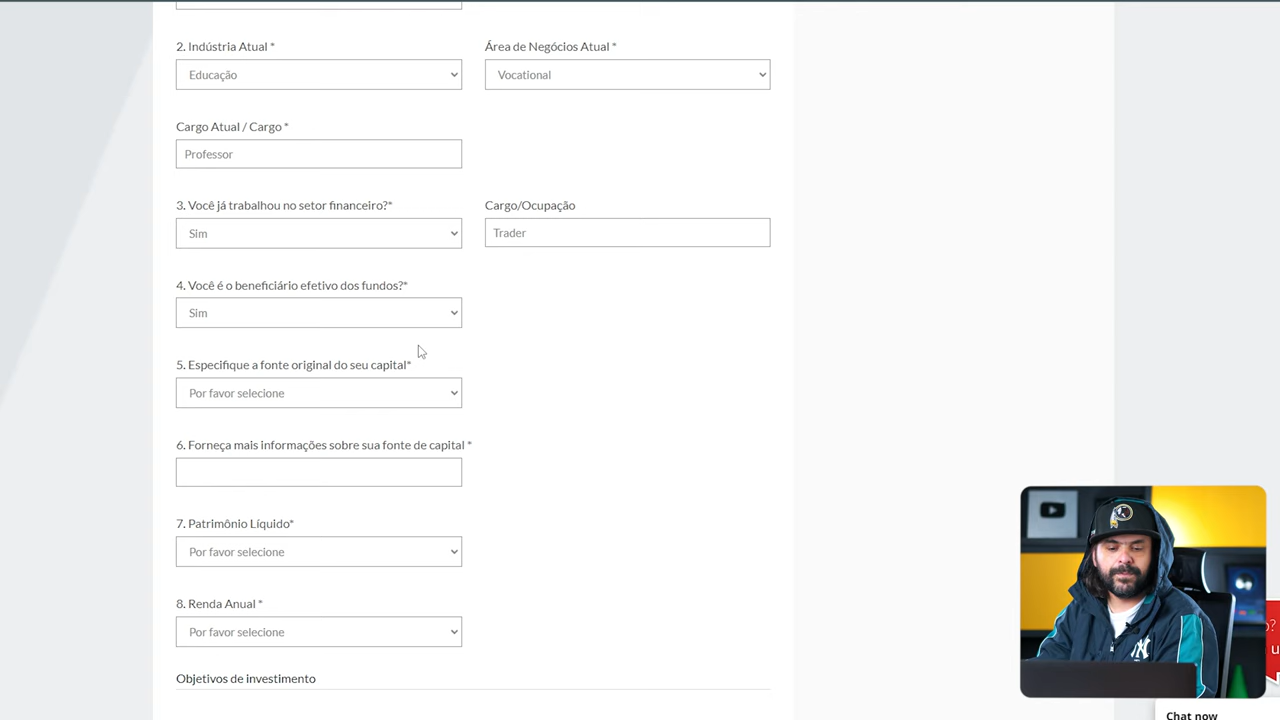 2. Indústria Atual *
Área de Negócios Atual *
Educação
Vocational
Cargo Atual / Cargo *
Professor
3. Você já trabalhou no setor financeiro?*
Cargo/Ocupação
Sim
Trader
4. Você é o beneficiário efetivo dos fundos?*
Sim
5. Especifique a fonte original do seu capital*
Por favor selecione
6. Forneça mais informações sobre sua fonte de capital *
7. Patrimônio Líquido*
Por favor selecione
8. Renda Anual *
Por favor selecione
Objetivos de investimento
Chat now